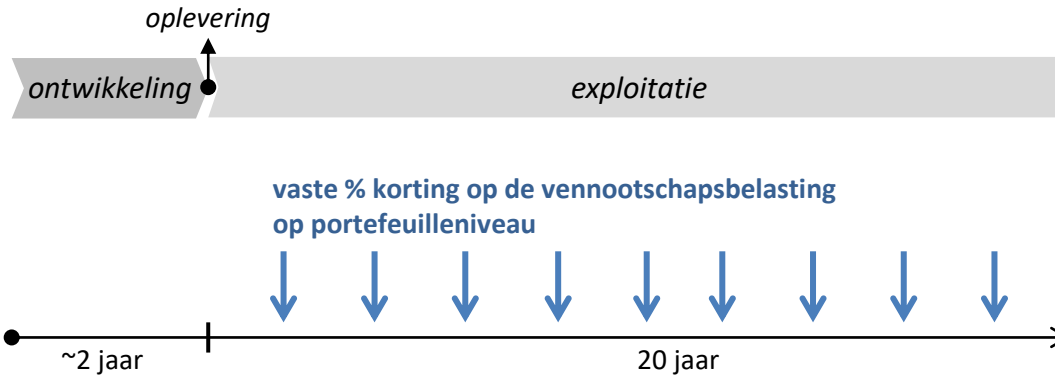 oplevering
ontwikkeling
exploitatie
vaste % korting op de vennootschapsbelasting
op portefeuilleniveau
~2 jaar
20 jaar